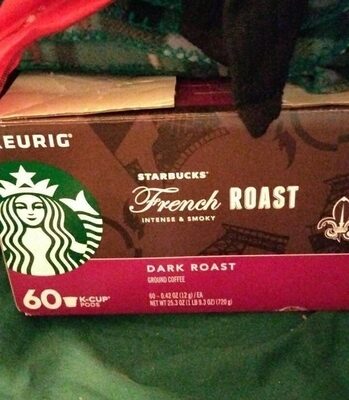 KEURIG®
STARBUCKS®
French ROAST
INTENSE & SMOKY
DARK ROAST
GROUND COFFEE
60 K-CUP® PODS
60 - 0.42 OZ (12 g) / EA
NET WT 25.3 OZ (1 LB 9.3 OZ) (720 g)